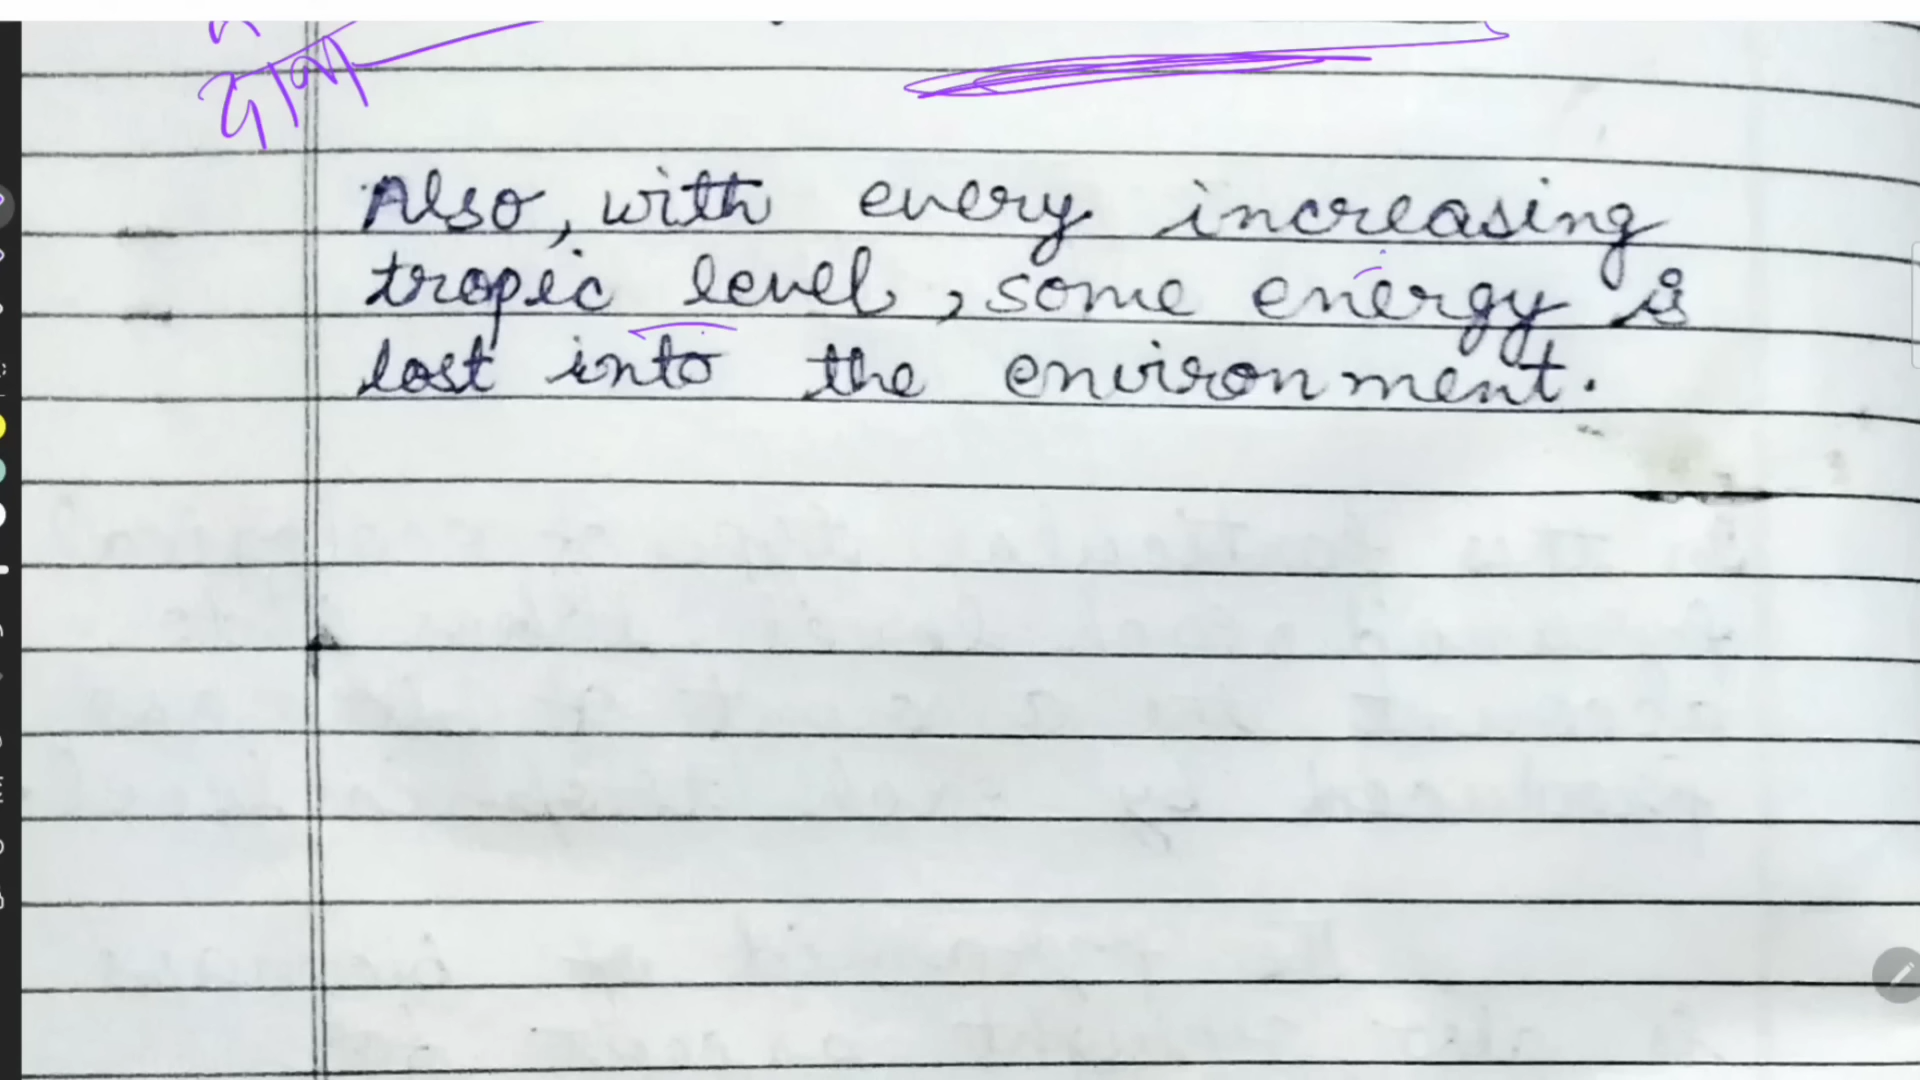 Also, with every increasing
tropic level, some energy is
lost into the environment.